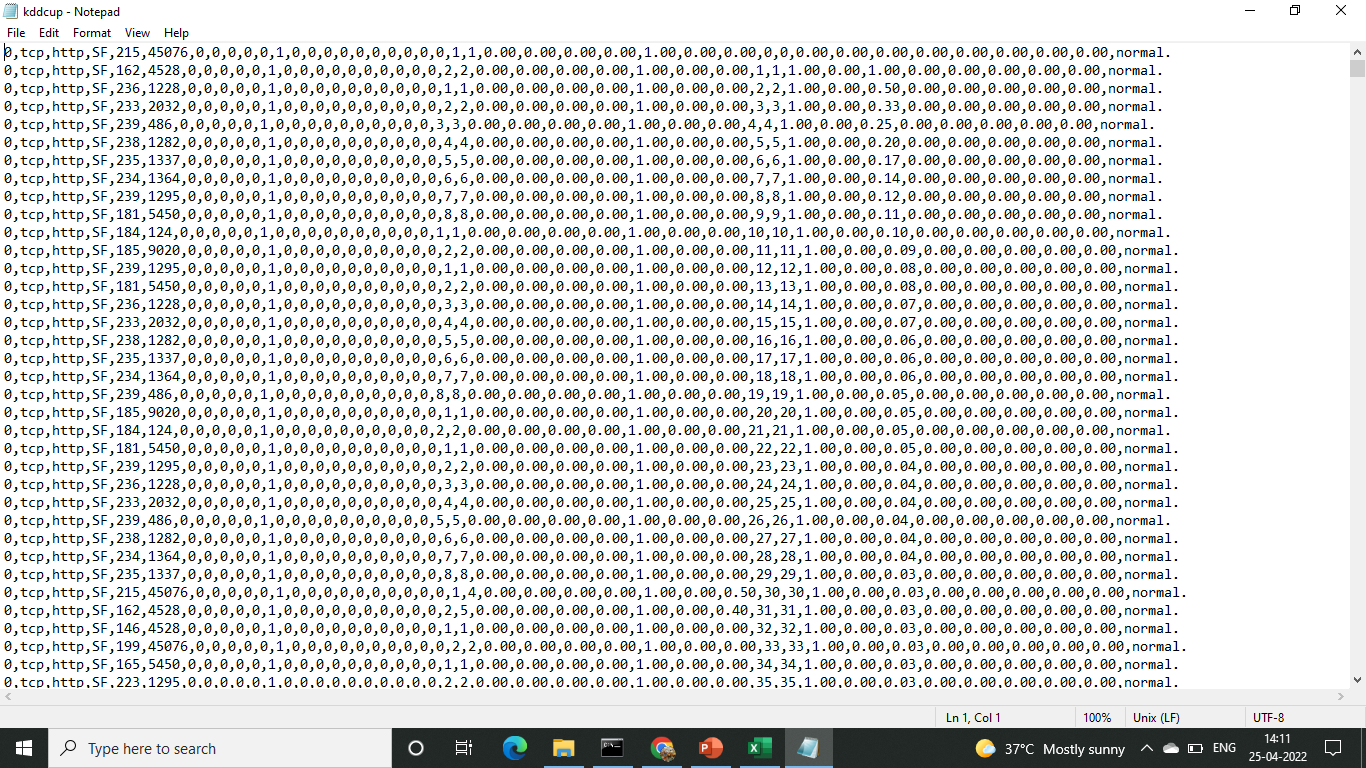 kddcup - Notepad
File Edit Format View Help
0,tcp,http,SF,215,45076,0,0,0,0,0,1,0,0,0,0,0,0,0,0,0,0,1,1,0.00,0.00,0.00,0.00,1.00,0.00,0.00,0,0,0.00,0.00,0.00,0.00,0.00,0.00,0.00,0.00,normal.
0,tcp,http,SF,162,4528,0,0,0,0,0,1,0,0,0,0,0,0,0,0,0,0,2,2,0.00,0.00,0.00,0.00,1.00,0.00,0.00,1,1,1.00,0.00,1.00,0.00,0.00,0.00,0.00,0.00,normal.
0,tcp,http,SF,236,1228,0,0,0,0,0,1,0,0,0,0,0,0,0,0,0,0,1,1,0.00,0.00,0.00,0.00,1.00,0.00,0.00,2,2,1.00,0.00,0.50,0.00,0.00,0.00,0.00,0.00,normal.
0,tcp,http,SF,233,2032,0,0,0,0,0,1,0,0,0,0,0,0,0,0,0,0,2,2,0.00,0.00,0.00,0.00,1.00,0.00,0.00,3,3,1.00,0.00,0.33,0.00,0.00,0.00,0.00,0.00,normal.
0,tcp,http,SF,239,486,0,0,0,0,0,1,0,0,0,0,0,0,0,0,0,0,3,3,0.00,0.00,0.00,0.00,1.00,0.00,0.00,4,4,1.00,0.00,0.25,0.00,0.00,0.00,0.00,0.00,normal.
0,tcp,http,SF,238,1282,0,0,0,0,0,1,0,0,0,0,0,0,0,0,0,0,4,4,0.00,0.00,0.00,0.00,1.00,0.00,0.00,5,5,1.00,0.00,0.20,0.00,0.00,0.00,0.00,0.00,normal.
0,tcp,http,SF,235,1337,0,0,0,0,0,1,0,0,0,0,0,0,0,0,0,0,5,5,0.00,0.00,0.00,0.00,1.00,0.00,0.00,6,6,1.00,0.00,0.17,0.00,0.00,0.00,0.00,0.00,normal.
0,tcp,http,SF,234,1364,0,0,0,0,0,1,0,0,0,0,0,0,0,0,0,0,6,6,0.00,0.00,0.00,0.00,1.00,0.00,0.00,7,7,1.00,0.00,0.14,0.00,0.00,0.00,0.00,0.00,normal.
0,tcp,http,SF,239,1295,0,0,0,0,0,1,0,0,0,0,0,0,0,0,0,0,7,7,0.00,0.00,0.00,0.00,1.00,0.00,0.00,8,8,1.00,0.00,0.12,0.00,0.00,0.00,0.00,0.00,normal.
0,tcp,http,SF,181,5450,0,0,0,0,0,1,0,0,0,0,0,0,0,0,0,0,8,8,0.00,0.00,0.00,0.00,1.00,0.00,0.00,9,9,1.00,0.00,0.11,0.00,0.00,0.00,0.00,0.00,normal.
0,tcp,http,SF,184,124,0,0,0,0,0,1,0,0,0,0,0,0,0,0,0,0,1,1,0.00,0.00,0.00,0.00,1.00,0.00,0.00,10,10,1.00,0.00,0.10,0.00,0.00,0.00,0.00,0.00,normal.
0,tcp,http,SF,185,9020,0,0,0,0,0,1,0,0,0,0,0,0,0,0,0,0,2,2,0.00,0.00,0.00,0.00,1.00,0.00,0.00,11,11,1.00,0.00,0.09,0.00,0.00,0.00,0.00,0.00,normal.
0,tcp,http,SF,239,1295,0,0,0,0,0,1,0,0,0,0,0,0,0,0,0,0,1,1,0.00,0.00,0.00,0.00,1.00,0.00,0.00,12,12,1.00,0.00,0.08,0.00,0.00,0.00,0.00,0.00,normal.
0,tcp,http,SF,181,5450,0,0,0,0,0,1,0,0,0,0,0,0,0,0,0,0,2,2,0.00,0.00,0.00,0.00,1.00,0.00,0.00,13,13,1.00,0.00,0.08,0.00,0.00,0.00,0.00,0.00,normal.
0,tcp,http,SF,236,1228,0,0,0,0,0,1,0,0,0,0,0,0,0,0,0,0,3,3,0.00,0.00,0.00,0.00,1.00,0.00,0.00,14,14,1.00,0.00,0.07,0.00,0.00,0.00,0.00,0.00,normal.
0,tcp,http,SF,233,2032,0,0,0,0,0,1,0,0,0,0,0,0,0,0,0,0,4,4,0.00,0.00,0.00,0.00,1.00,0.00,0.00,15,15,1.00,0.00,0.07,0.00,0.00,0.00,0.00,0.00,normal.
0,tcp,http,SF,238,1282,0,0,0,0,0,1,0,0,0,0,0,0,0,0,0,0,5,5,0.00,0.00,0.00,0.00,1.00,0.00,0.00,16,16,1.00,0.00,0.06,0.00,0.00,0.00,0.00,0.00,normal.
0,tcp,http,SF,235,1337,0,0,0,0,0,1,0,0,0,0,0,0,0,0,0,0,6,6,0.00,0.00,0.00,0.00,1.00,0.00,0.00,17,17,1.00,0.00,0.06,0.00,0.00,0.00,0.00,0.00,normal.
0,tcp,http,SF,234,1364,0,0,0,0,0,1,0,0,0,0,0,0,0,0,0,0,7,7,0.00,0.00,0.00,0.00,1.00,0.00,0.00,18,18,1.00,0.00,0.06,0.00,0.00,0.00,0.00,0.00,normal.
0,tcp,http,SF,239,486,0,0,0,0,0,1,0,0,0,0,0,0,0,0,0,0,8,8,0.00,0.00,0.00,0.00,1.00,0.00,0.00,19,19,1.00,0.00,0.05,0.00,0.00,0.00,0.00,0.00,normal.
0,tcp,http,SF,185,9020,0,0,0,0,0,1,0,0,0,0,0,0,0,0,0,0,1,1,0.00,0.00,0.00,0.00,1.00,0.00,0.00,20,20,1.00,0.00,0.05,0.00,0.00,0.00,0.00,0.00,normal.
0,tcp,http,SF,184,124,0,0,0,0,0,1,0,0,0,0,0,0,0,0,0,0,2,2,0.00,0.00,0.00,0.00,1.00,0.00,0.00,21,21,1.00,0.00,0.05,0.00,0.00,0.00,0.00,0.00,normal.
0,tcp,http,SF,181,5450,0,0,0,0,0,1,0,0,0,0,0,0,0,0,0,0,1,1,0.00,0.00,0.00,0.00,1.00,0.00,0.00,22,22,1.00,0.00,0.05,0.00,0.00,0.00,0.00,0.00,normal.
0,tcp,http,SF,239,1295,0,0,0,0,0,1,0,0,0,0,0,0,0,0,0,0,2,2,0.00,0.00,0.00,0.00,1.00,0.00,0.00,23,23,1.00,0.00,0.04,0.00,0.00,0.00,0.00,0.00,normal.
0,tcp,http,SF,236,1228,0,0,0,0,0,1,0,0,0,0,0,0,0,0,0,0,3,3,0.00,0.00,0.00,0.00,1.00,0.00,0.00,24,24,1.00,0.00,0.04,0.00,0.00,0.00,0.00,0.00,normal.
0,tcp,http,SF,233,2032,0,0,0,0,0,1,0,0,0,0,0,0,0,0,0,0,4,4,0.00,0.00,0.00,0.00,1.00,0.00,0.00,25,25,1.00,0.00,0.04,0.00,0.00,0.00,0.00,0.00,normal.
0,tcp,http,SF,239,486,0,0,0,0,0,1,0,0,0,0,0,0,0,0,0,0,5,5,0.00,0.00,0.00,0.00,1.00,0.00,0.00,26,26,1.00,0.00,0.04,0.00,0.00,0.00,0.00,0.00,normal.
0,tcp,http,SF,238,1282,0,0,0,0,0,1,0,0,0,0,0,0,0,0,0,0,6,6,0.00,0.00,0.00,0.00,1.00,0.00,0.00,27,27,1.00,0.00,0.04,0.00,0.00,0.00,0.00,0.00,normal.
0,tcp,http,SF,234,1364,0,0,0,0,0,1,0,0,0,0,0,0,0,0,0,0,7,7,0.00,0.00,0.00,0.00,1.00,0.00,0.00,28,28,1.00,0.00,0.04,0.00,0.00,0.00,0.00,0.00,normal.
0,tcp,http,SF,235,1337,0,0,0,0,0,1,0,0,0,0,0,0,0,0,0,0,8,8,0.00,0.00,0.00,0.00,1.00,0.00,0.00,29,29,1.00,0.00,0.03,0.00,0.00,0.00,0.00,0.00,normal.
0,tcp,http,SF,215,45076,0,0,0,0,0,1,0,0,0,0,0,0,0,0,0,0,1,4,0.00,0.00,0.00,0.00,1.00,0.00,0.50,30,30,1.00,0.00,0.03,0.00,0.00,0.00,0.00,0.00,normal.
0,tcp,http,SF,162,4528,0,0,0,0,0,1,0,0,0,0,0,0,0,0,0,0,2,5,0.00,0.00,0.00,0.00,1.00,0.00,0.40,31,31,1.00,0.00,0.03,0.00,0.00,0.00,0.00,0.00,normal.
0,tcp,http,SF,146,4528,0,0,0,0,0,1,0,0,0,0,0,0,0,0,0,0,1,1,0.00,0.00,0.00,0.00,1.00,0.00,0.00,32,32,1.00,0.00,0.03,0.00,0.00,0.00,0.00,0.00,normal.
0,tcp,http,SF,199,45076,0,0,0,0,0,1,0,0,0,0,0,0,0,0,0,0,2,2,0.00,0.00,0.00,0.00,1.00,0.00,0.00,33,33,1.00,0.00,0.03,0.00,0.00,0.00,0.00,0.00,normal.
0,tcp,http,SF,165,5450,0,0,0,0,0,1,0,0,0,0,0,0,0,0,0,0,1,1,0.00,0.00,0.00,0.00,1.00,0.00,0.00,34,34,1.00,0.00,0.03,0.00,0.00,0.00,0.00,0.00,normal.
0,tcp,http,SF,223,1295,0,0,0,0,0,1,0,0,0,0,0,0,0,0,0,0,2,2,0.00,0.00,0.00,0.00,1.00,0.00,0.00,35,35,1.00,0.00,0.03,0.00,0.00,0.00,0.00,0.00,normal.
Ln 1, Col 1 100% Unix (LF) UTF-8
Type here to search 37°C Mostly sunny ENG 14:11
25-04-2022